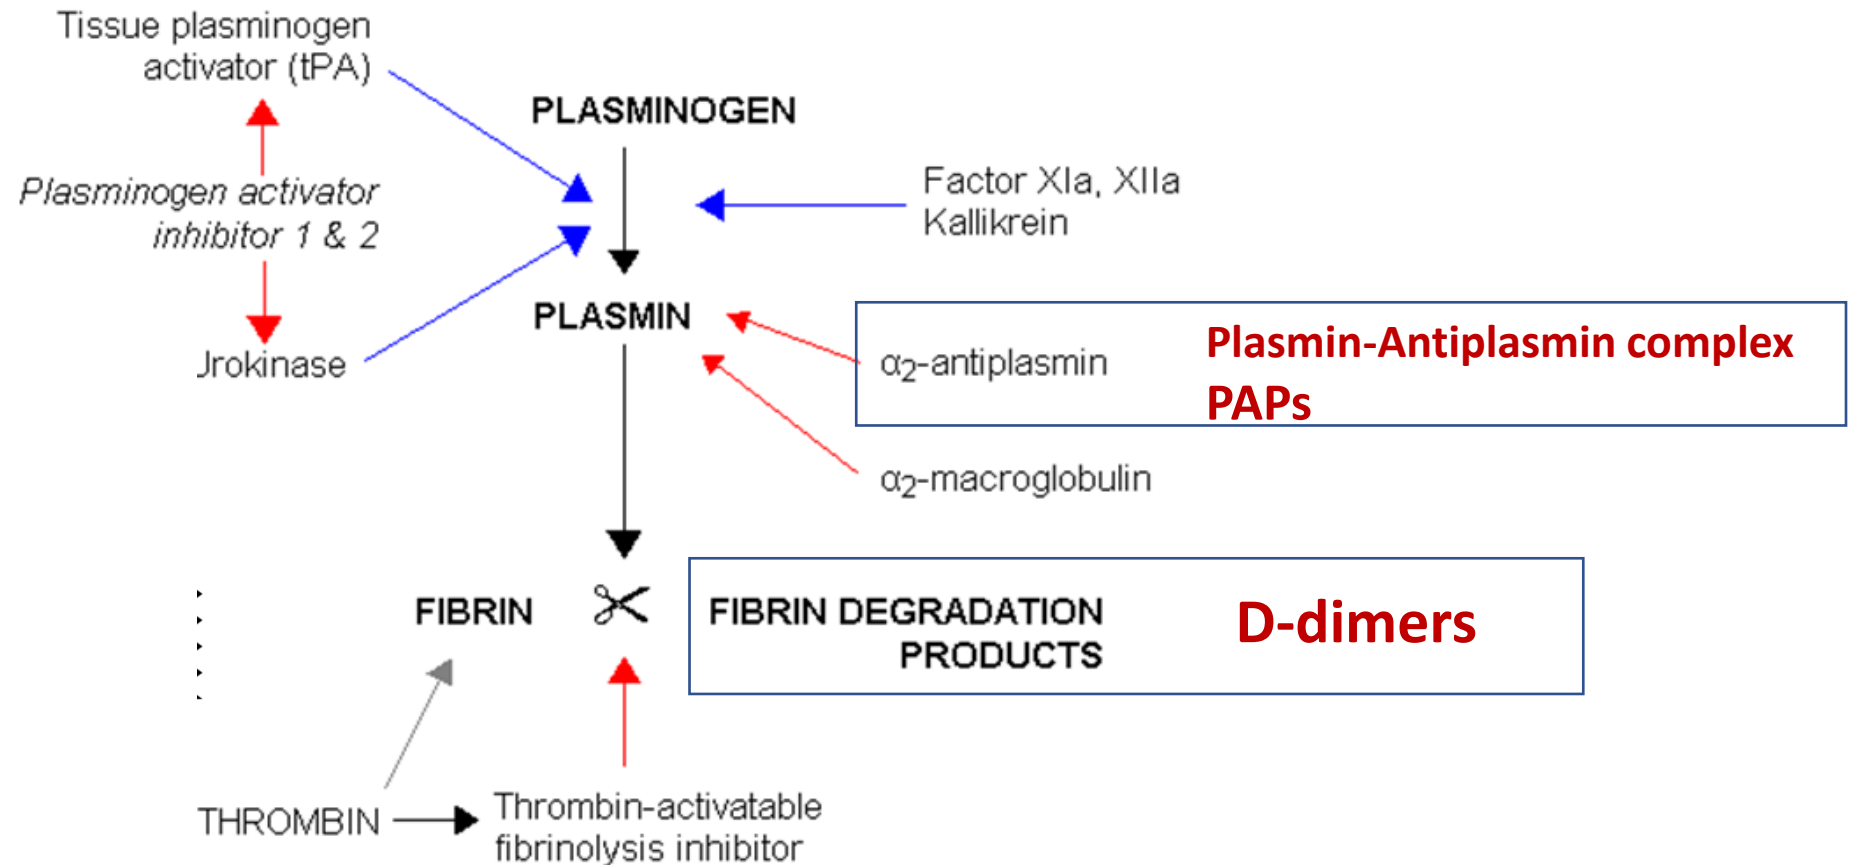 Tissue plasminogen
activator (tPA)
PLASMINOGEN
Plasminogen activator
inhibitor 1 & 2
Factor XIa, XIIa
Kallikrein
PLASMIN
Jrokinase
α2-antiplasmin
Plasmin-Antiplasmin complex
PAPs
α2-macroglobulin
FIBRIN
FIBRIN DEGRADATION
PRODUCTS
D-dimers
THROMBIN
Thrombin-activatable
fibrinolysis inhibitor